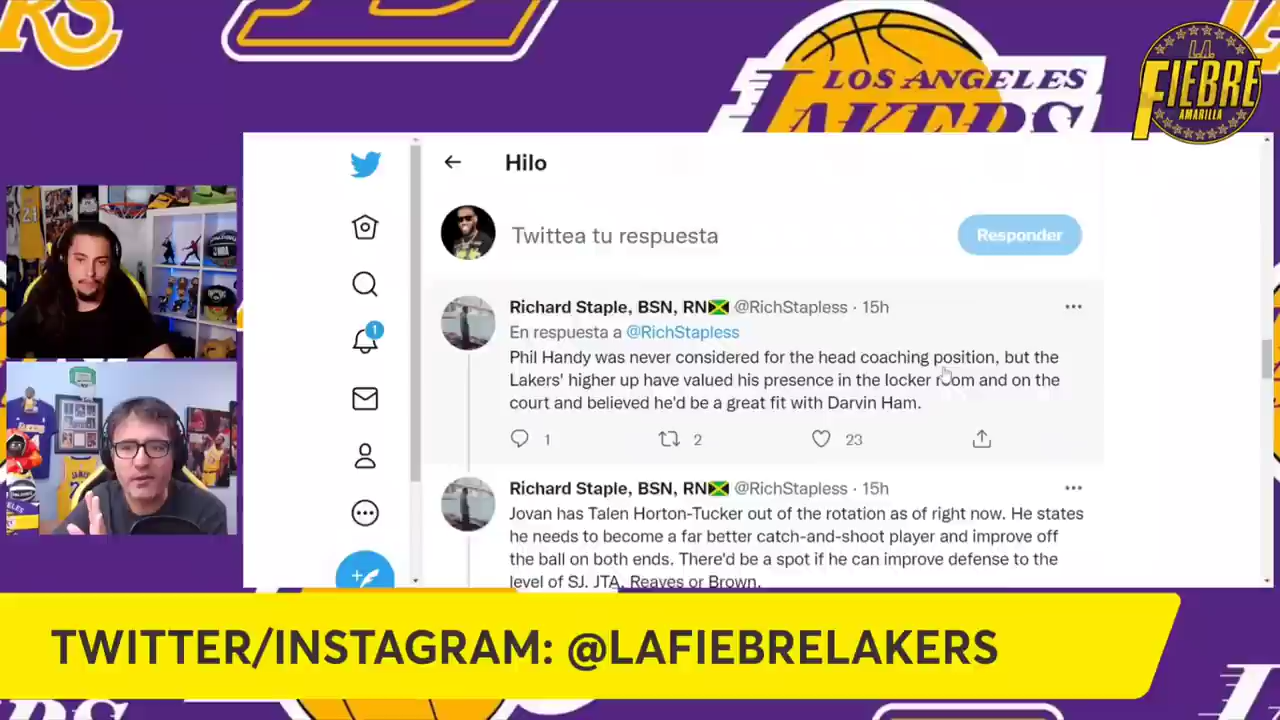 LOS ANGELES
LAKERS
L.A.
FIEBRE
AMARILLA
Hilo
Twittea tu respuesta
Responder
Richard Staple, BSN, RN🇯🇲 @RichStapless · 15h
En respuesta a @RichStapless
Phil Handy was never considered for the head coaching position, but the
Lakers' higher up have valued his presence in the locker room and on the
court and believed he'd be a great fit with Darvin Ham.
1 2 23
1
Richard Staple, BSN, RN🇯🇲 @RichStapless · 15h
Jovan has Talen Horton-Tucker out of the rotation as of right now. He states
he needs to become a far better catch-and-shoot player and improve off
the ball on both ends. There'd be a spot if he can improve defense to the
level of SJ, JTA, Reaves or Brown.
TWITTER/INSTAGRAM: @LAFIEBRELAKERS